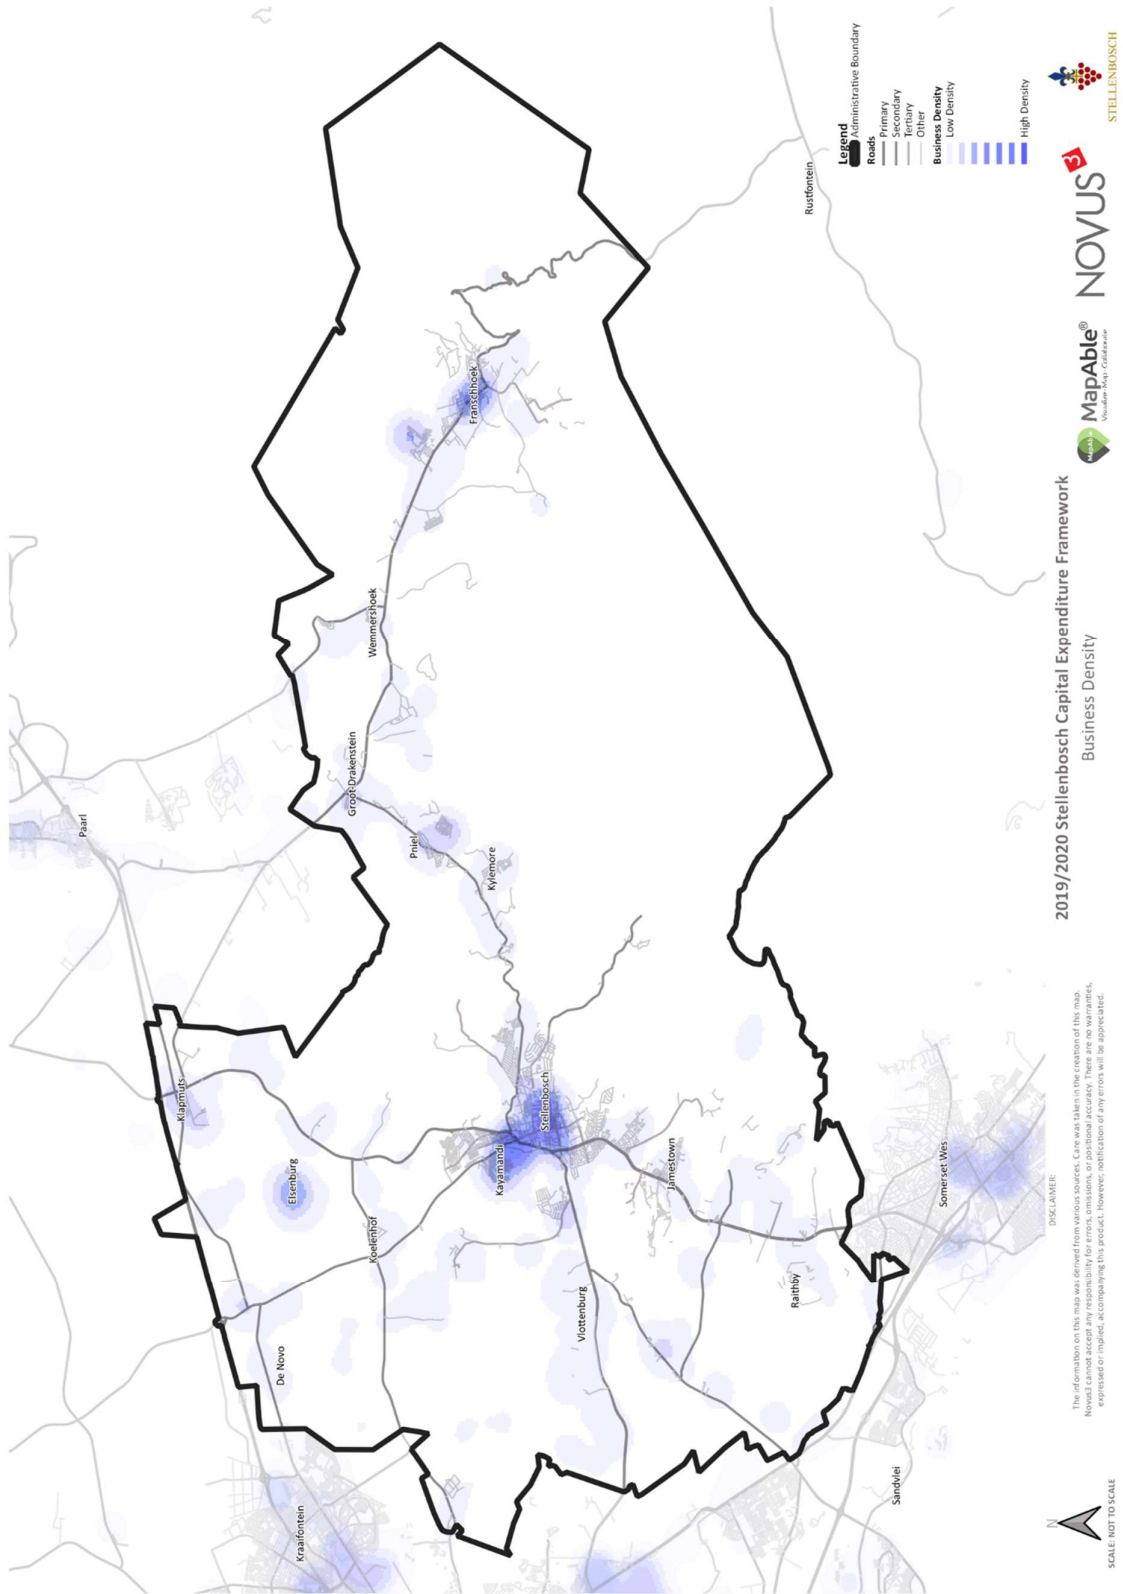 Paarl
Klapmuts
Groot-Drakenstein
Wemmershoek
Franschhoek
Pniel
Kylemore
Elsenburg
Koelenhof
De Novo
Kraaifontein
Kayamandi
Stellenbosch
Jamestown
Vlottenburg
Raithby
Somerset Wes
Sandvlei
Rustfontein
Legend
Administrative Boundary
Roads
Primary
Secondary
Tertiary
Other
Business Density
Low Density
High Density
N
SCALE: NOT TO SCALE
DISCLAIMER:
The information on this map was derived from various sources. Care was taken in the creation of this map.
Novus3 cannot accept any responsibility for errors, omissions, or positional accuracy. There are no warranties,
expressed or implied, accompanying this product. However, notification of any errors will be appreciated.
2019/2020 Stellenbosch Capital Expenditure Framework
Business Density
MapAble
MapAble®
Visualize · Map · Collaborate
NOVUS3
STELLENBOSCH